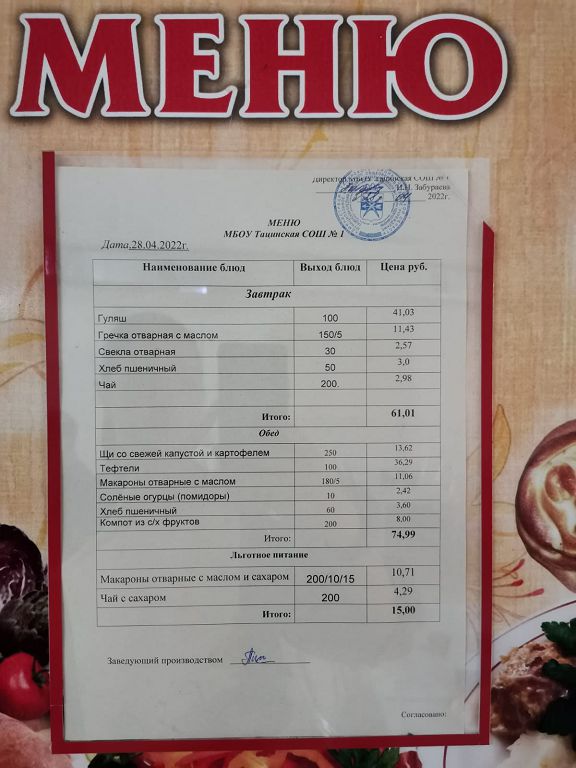 МЕНЮ
Директор МБОУ Тацинская СОШ № 1
И.Н. Забураева
2022г.
МЕНЮ
МБОУ Тацинская СОШ № 1
Дата,28.04.2022г.
Наименование блюд Выход блюд Цена руб.
Завтрак
Гуляш 100 41,03
Гречка отварная с маслом 150/5 11,43
Свекла отварная 30 2,57
Хлеб пшеничный 50 3,0
Чай 200. 2,98
Итого: 61,01
Обед
Щи со свежей капустой и картофелем 250 13,62
Тефтели 100 36,29
Макароны отварные с маслом 180/5 11,06
Солёные огурцы (помидоры) 10 2,42
Хлеб пшеничный 60 3,60
Компот из с/х фруктов 200 8,00
Итого: 74,99
Льготное питание
Макароны отварные с маслом и сахаром 200/10/15 10,71
Чай с сахаром 200 4,29
Итого: 15,00
Заведующий производством
Согласовано: